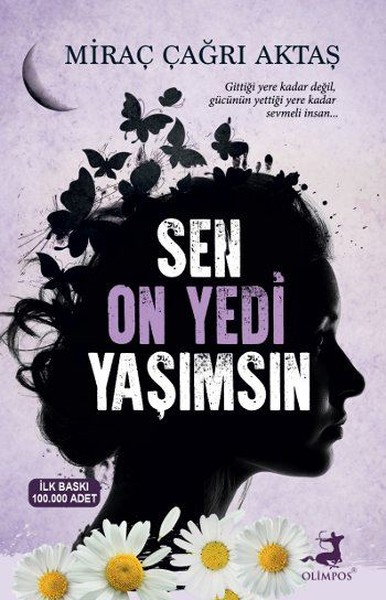 MİRAÇ ÇAĞRI AKTAŞ
Gittiği yere kadar değil,
gücünün yettiği yere kadar
sevmeli insan...
SEN
ON YEDİ
YAŞIMSIN
İLK BASKI
100.000 ADET
OLİMPOS®